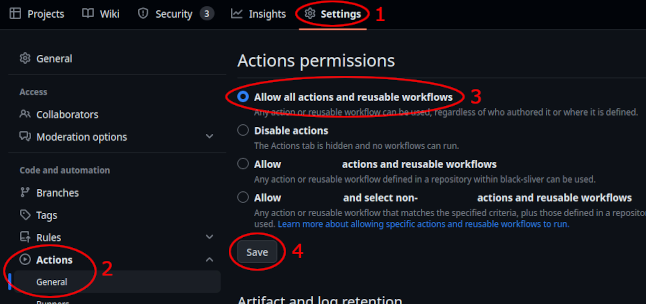 Projects Wiki Security 3 Insights Settings 1
General
Access
Collaborators
Moderation options
Code and automation
Branches
Tags
Rules
Actions
General
2
Runners
Actions permissions
Allow all actions and reusable workflows 3
Any action or reusable workflow can be used, regardless of who authored it or where it is defined.
Disable actions
The Actions tab is hidden and no workflows can run.
Allow actions and reusable workflows
Any action or reusable workflow defined in a repository within black-sliver can be used.
Allow and select non- actions and reusable workflows
Any action or reusable workflow that matches the specified criteria, plus those defined in a
used. Learn more about allowing specific actions and reusable workflows to run.
Save 4
Artifact and log retention